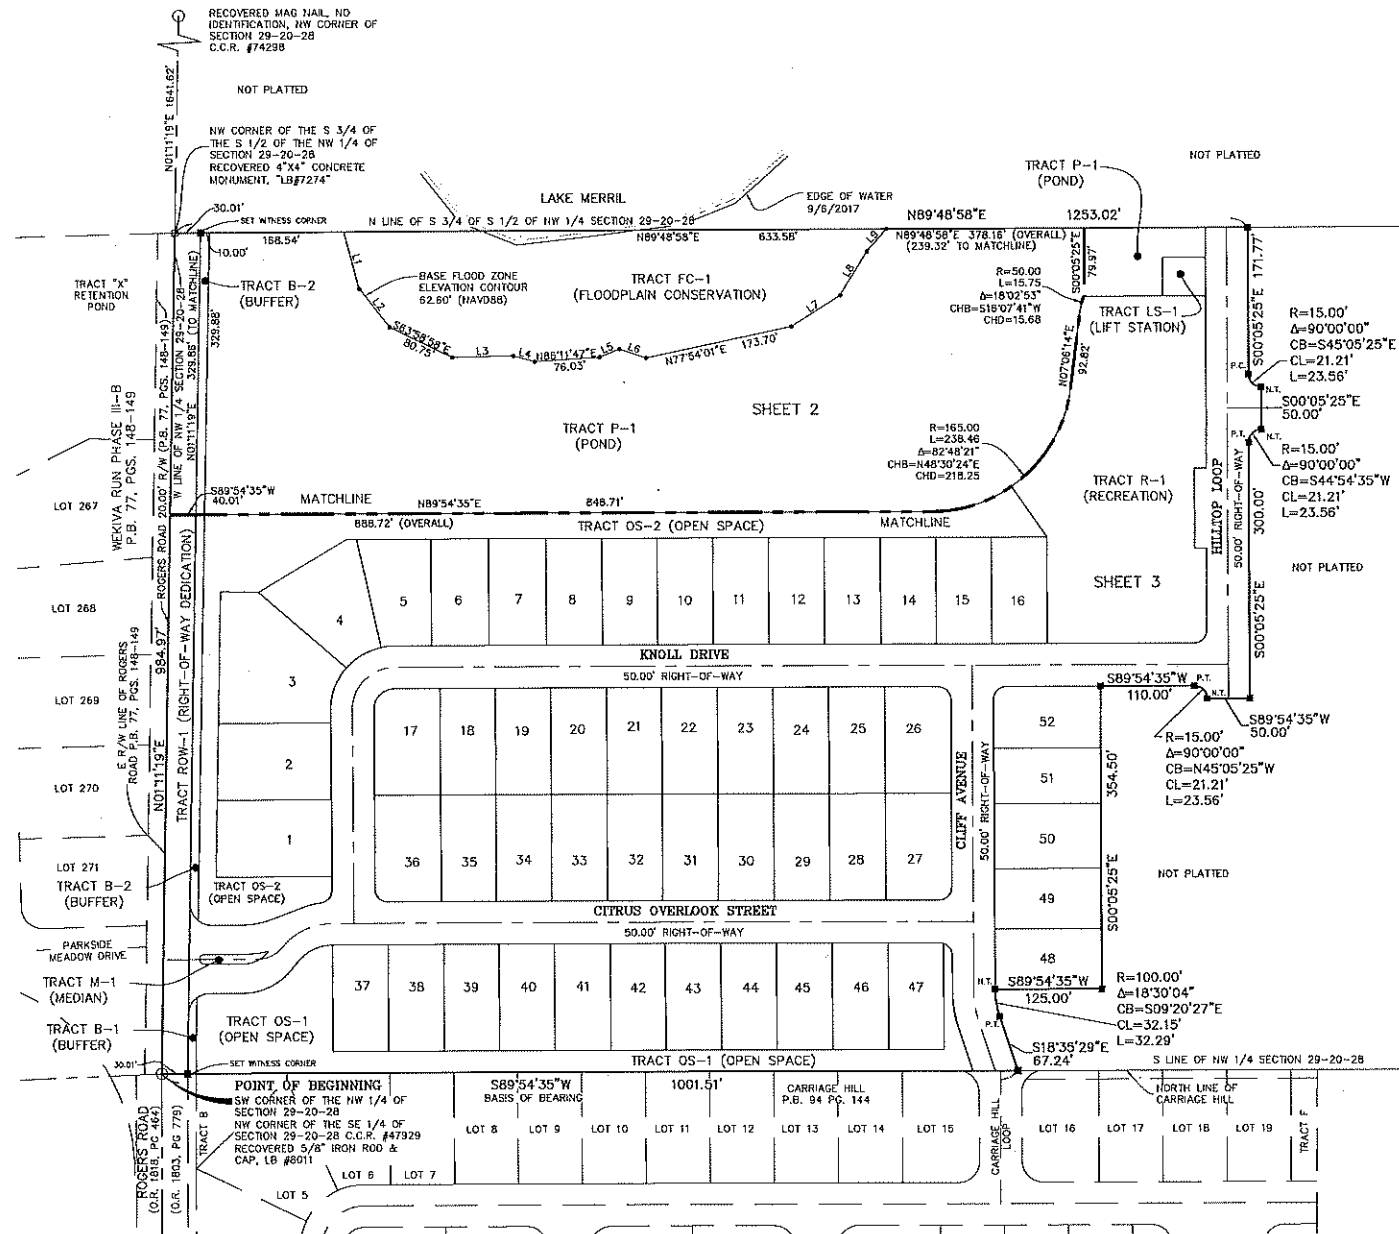 RECOVERED MAG NAIL, NO
IDENTIFICATION, NW CORNER OF
SECTION 29-20-28
C.C.R. #74298
NOT PLATTED
N01°11'19"E 1641.62'
NW CORNER OF THE S 3/4 OF
THE S 1/2 OF THE NW 1/4 OF
SECTION 29-20-28
RECOVERED 4"X4" CONCRETE
MONUMENT, "LB#7274"
30.01'
SET WITNESS CORNER
LAKE MERRIL
N LINE OF S 3/4 OF S 1/2 OF NW 1/4 SECTION 29-20-28
EDGE OF WATER
9/6/2017
TRACT P-1
(POND)
NOT PLATTED
N89°48'58"E
1253.02'
168.54'
N89°48'58"E
633.58'
N89°48'58"E 378.16' (OVERALL)
(239.32' TO MATCHLINE)
10.00'
TRACT "X"
RETENTION
POND
TRACT B-2
(BUFFER)
L1
L2
BASE FLOOD ZONE
ELEVATION CONTOUR
62.60' (NAVD88)
TRACT FC-1
(FLOODPLAIN CONSERVATION)
L9
L8
L7
S63°58'58"E
80.75'
L3
L4
N86°11'47"E
76.03'
L5
L6
N77°54'01"E
173.70'
R=50.00
L=15.75
Δ=18°02'53"
CHB=S16°07'41"W
CHD=15.68
S00°05'25"E
79.97'
TRACT LS-1
(LIFT STATION)
S00°05'25"E 171.77'
R=15.00'
Δ=90°00'00"
CB=S45°05'25"E
CL=21.21'
L=23.56'
P.C.
N.T.
S00°05'25"E
50.00'
P.T.
N.T.
R=15.00'
Δ=90°00'00"
CB=S44°54'35"W
CL=21.21'
L=23.56'
329.88'
N01°11'19"E 329.86' (TO MATCHLINE)
W LINE OF NW 1/4 SECTION 29-20-28
ROGERS ROAD 20.00' R/W (P.B. 77, PGS. 148-149)
WEKIVA RUN PHASE III-B
P.B. 77, PGS. 148-149
N07°06'14"E
92.82'
SHEET 2
TRACT P-1
(POND)
R=165.00
L=238.46
Δ=82°48'21"
CHB=N48°30'24"E
CHD=218.25
TRACT R-1
(RECREATION)
HILLTOP LOOP
50.00' RIGHT-OF-WAY
300.00'
S00°05'25"E
LOT 267
S89°54'35"W
40.01'
MATCHLINE
N89°54'35"E
848.71'
888.72' (OVERALL)
TRACT OS-2 (OPEN SPACE)
MATCHLINE
SHEET 3
NOT PLATTED
LOT 268
TRACT ROW-1 (RIGHT-OF-WAY DEDICATION)
984.97'
N01°11'19"E
E R/W LINE OF ROGERS
ROAD P.B. 77, PGS. 148-149
4
5
6
7
8
9
10
11
12
13
14
15
16
KNOLL DRIVE
50.00' RIGHT-OF-WAY
LOT 269
3
LOT 270
2
1
17
18
19
20
21
22
23
24
25
26
CLIFF AVENUE
50.00' RIGHT-OF-WAY
S89°54'35"W
110.00'
P.T.
N.T.
S89°54'35"W
50.00'
R=15.00'
Δ=90°00'00"
CB=N45°05'25"W
CL=21.21'
L=23.56'
52
51
50
49
48
354.50'
S00°05'25"E
LOT 271
TRACT B-2
(BUFFER)
TRACT OS-2
(OPEN SPACE)
36
35
34
33
32
31
30
29
28
27
NOT PLATTED
CITRUS OVERLOOK STREET
50.00' RIGHT-OF-WAY
PARKSIDE
MEADOW DRIVE
TRACT M-1
(MEDIAN)
TRACT B-1
(BUFFER)
TRACT OS-1
(OPEN SPACE)
37
38
39
40
41
42
43
44
45
46
47
N.T.
S89°54'35"W
125.00'
P.T.
R=100.00'
Δ=18°30'04"
CB=S09°20'27"E
CL=32.15'
L=32.29'
S18°35'29"E
67.24'
30.01'
SET WITNESS CORNER
TRACT OS-1 (OPEN SPACE)
S LINE OF NW 1/4 SECTION 29-20-28
POINT OF BEGINNING
SW CORNER OF THE NW 1/4 OF
SECTION 29-20-28
NW CORNER OF THE SE 1/4 OF
SECTION 29-20-28 C.C.R. #47929
RECOVERED 5/8" IRON ROD &
CAP, LB #8011
S89°54'35"W
BASIS OF BEARING
1001.51'
CARRIAGE HILL
P.B. 94 PG. 144
NORTH LINE OF
CARRIAGE HILL
ROGERS ROAD
(O.R. 1818, PG 464)
(O.R. 1803, PG 779)
TRACT B
LOT 5
LOT 6
LOT 7
LOT 8
LOT 9
LOT 10
LOT 11
LOT 12
LOT 13
LOT 14
LOT 15
CARRIAGE HILL
LOOP
LOT 16
LOT 17
LOT 18
LOT 19
TRACT F